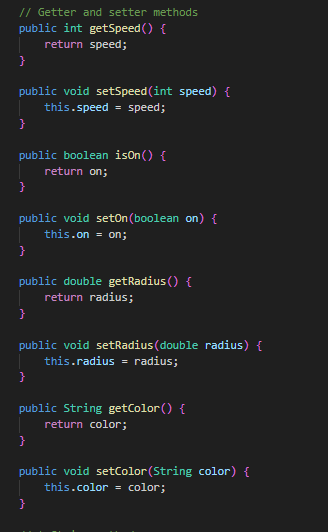 // Getter and setter methods
public int getSpeed() {
    return speed;
}

public void setSpeed(int speed) {
    this.speed = speed;
}

public boolean isOn() {
    return on;
}

public void setOn(boolean on) {
    this.on = on;
}

public double getRadius() {
    return radius;
}

public void setRadius(double radius) {
    this.radius = radius;
}

public String getColor() {
    return color;
}

public void setColor(String color) {
    this.color = color;
}